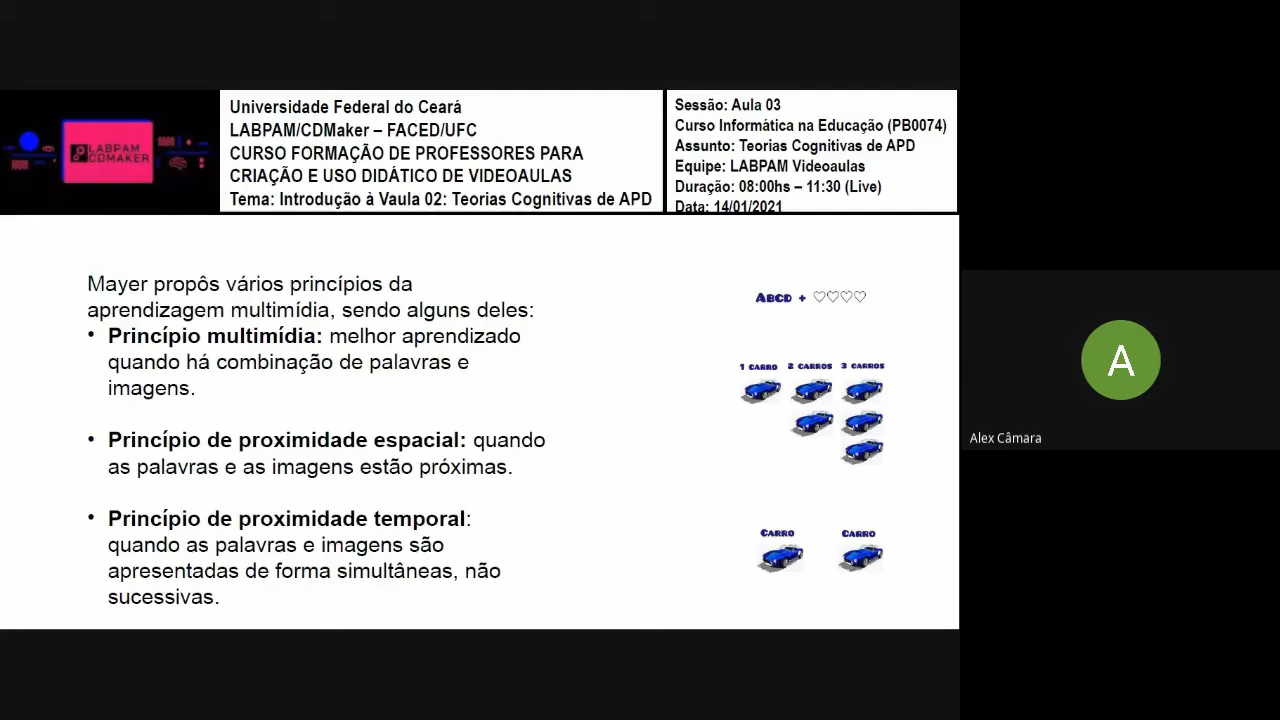 LABPAM
CDMAKER
Universidade Federal do Ceará
LABPAM/CDMaker – FACED/UFC
CURSO FORMAÇÃO DE PROFESSORES PARA
CRIAÇÃO E USO DIDÁTICO DE VIDEOAULAS
Tema: Introdução à Vaula 02: Teorias Cognitivas de APD
Sessão: Aula 03
Curso Informática na Educação (PB0074)
Assunto: Teorias Cognitivas de APD
Equipe: LABPAM Videoaulas
Duração: 08:00hs – 11:30 (Live)
Data: 14/01/2021
Mayer propôs vários princípios da
aprendizagem multimídia, sendo alguns deles:
• Princípio multimídia: melhor aprendizado
quando há combinação de palavras e
imagens.
• Princípio de proximidade espacial: quando
as palavras e as imagens estão próximas.
• Princípio de proximidade temporal:
quando as palavras e imagens são
apresentadas de forma simultâneas, não
sucessivas.
ABCD + ♡♡♡♡
1 CARRO 2 CARROS 3 CARROS
CARRO CARRO
A
Alex Câmara